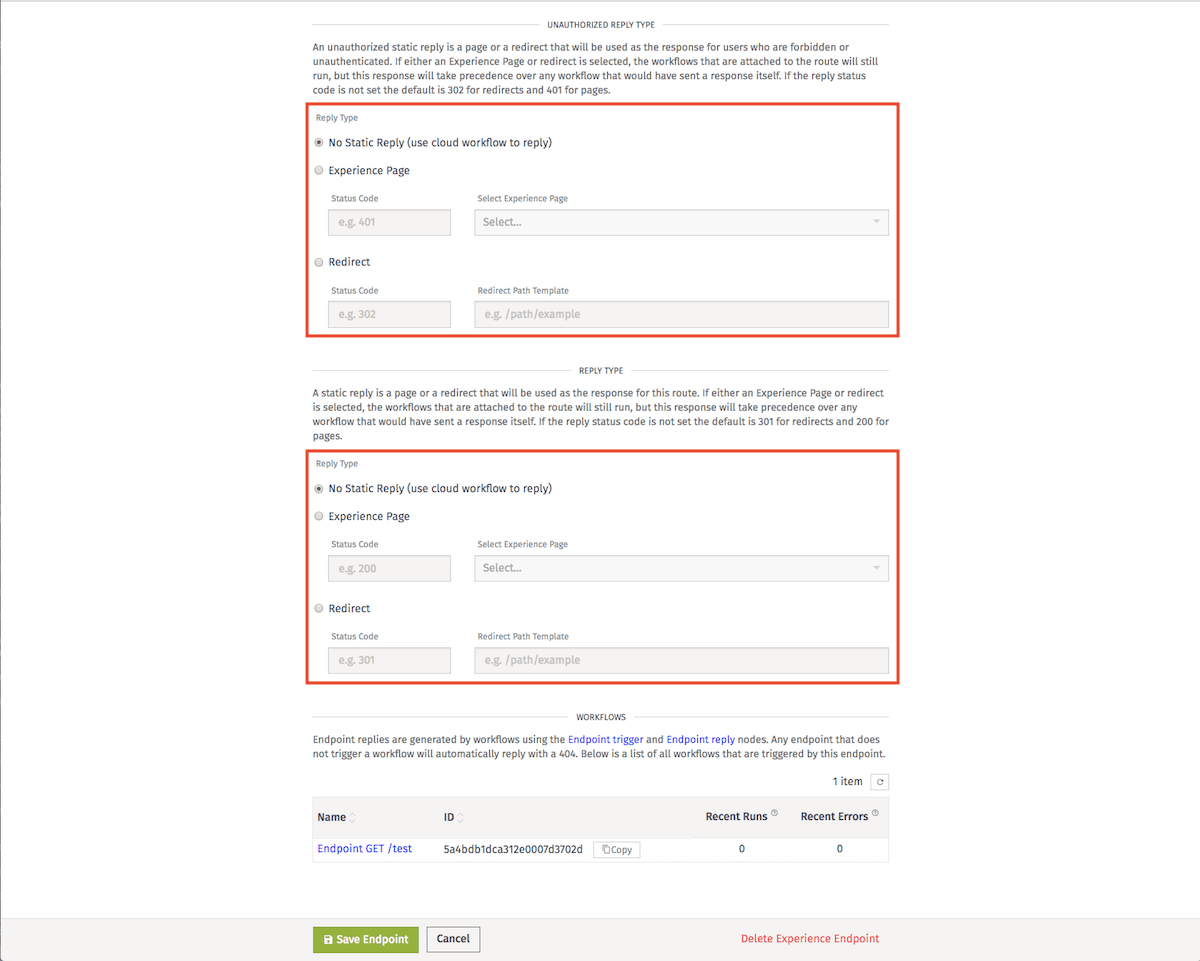 UNAUTHORIZED REPLY TYPE
An unauthorized static reply is a page or a redirect that will be used as the response for users who are forbidden or
unauthenticated. If either an Experience Page or redirect is selected, the workflows that are attached to the route will still
run, but this response will take precedence over any workflow that would have sent a response itself. If the reply status
code is not set the default is 302 for redirects and 401 for pages.
Reply Type
No Static Reply (use cloud workflow to reply)
Experience Page
Status Code Select Experience Page
e.g. 401 Select...
Redirect
Status Code Redirect Path Template
e.g. 302 e.g. /path/example
REPLY TYPE
A static reply is a page or a redirect that will be used as the response for this route. If either an Experience Page or redirect
is selected, the workflows that are attached to the route will still run, but this response will take precedence over any
workflow that would have sent a response itself. If the reply status code is not set the default is 301 for redirects and 200 for
pages.
Reply Type
No Static Reply (use cloud workflow to reply)
Experience Page
Status Code Select Experience Page
e.g. 200 Select...
Redirect
Status Code Redirect Path Template
e.g. 301 e.g. /path/example
WORKFLOWS
Endpoint replies are generated by workflows using the Endpoint trigger and Endpoint reply nodes. Any endpoint that does
not trigger a workflow will automatically reply with a 404. Below is a list of all workflows that are triggered by this endpoint.
1 item
Name ID Recent Runs ? Recent Errors ?
Endpoint GET /test 5a4bdb1dca312e0007d3702d Copy 0 0
Save Endpoint Cancel Delete Experience Endpoint